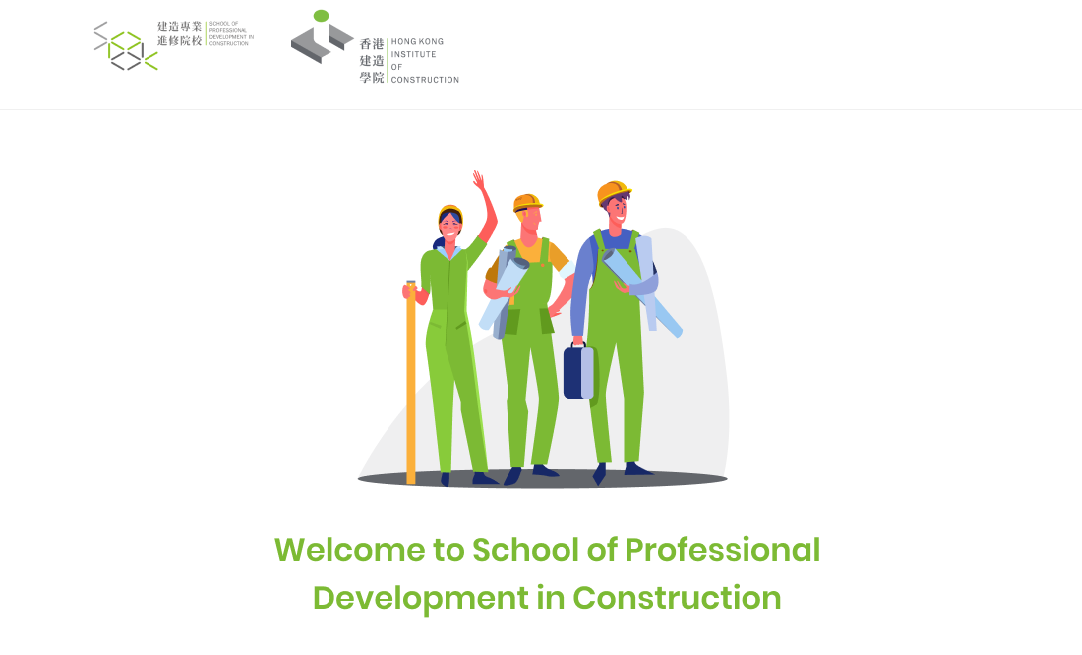 建造專業
進修院校
SCHOOL OF
PROFESSIONAL
DEVELOPMENT IN
CONSTRUCTION
香港
建造
學院
HONG KONG
INSTITUTE
OF
CONSTRUCTION
Welcome to School of Professional
Development in Construction